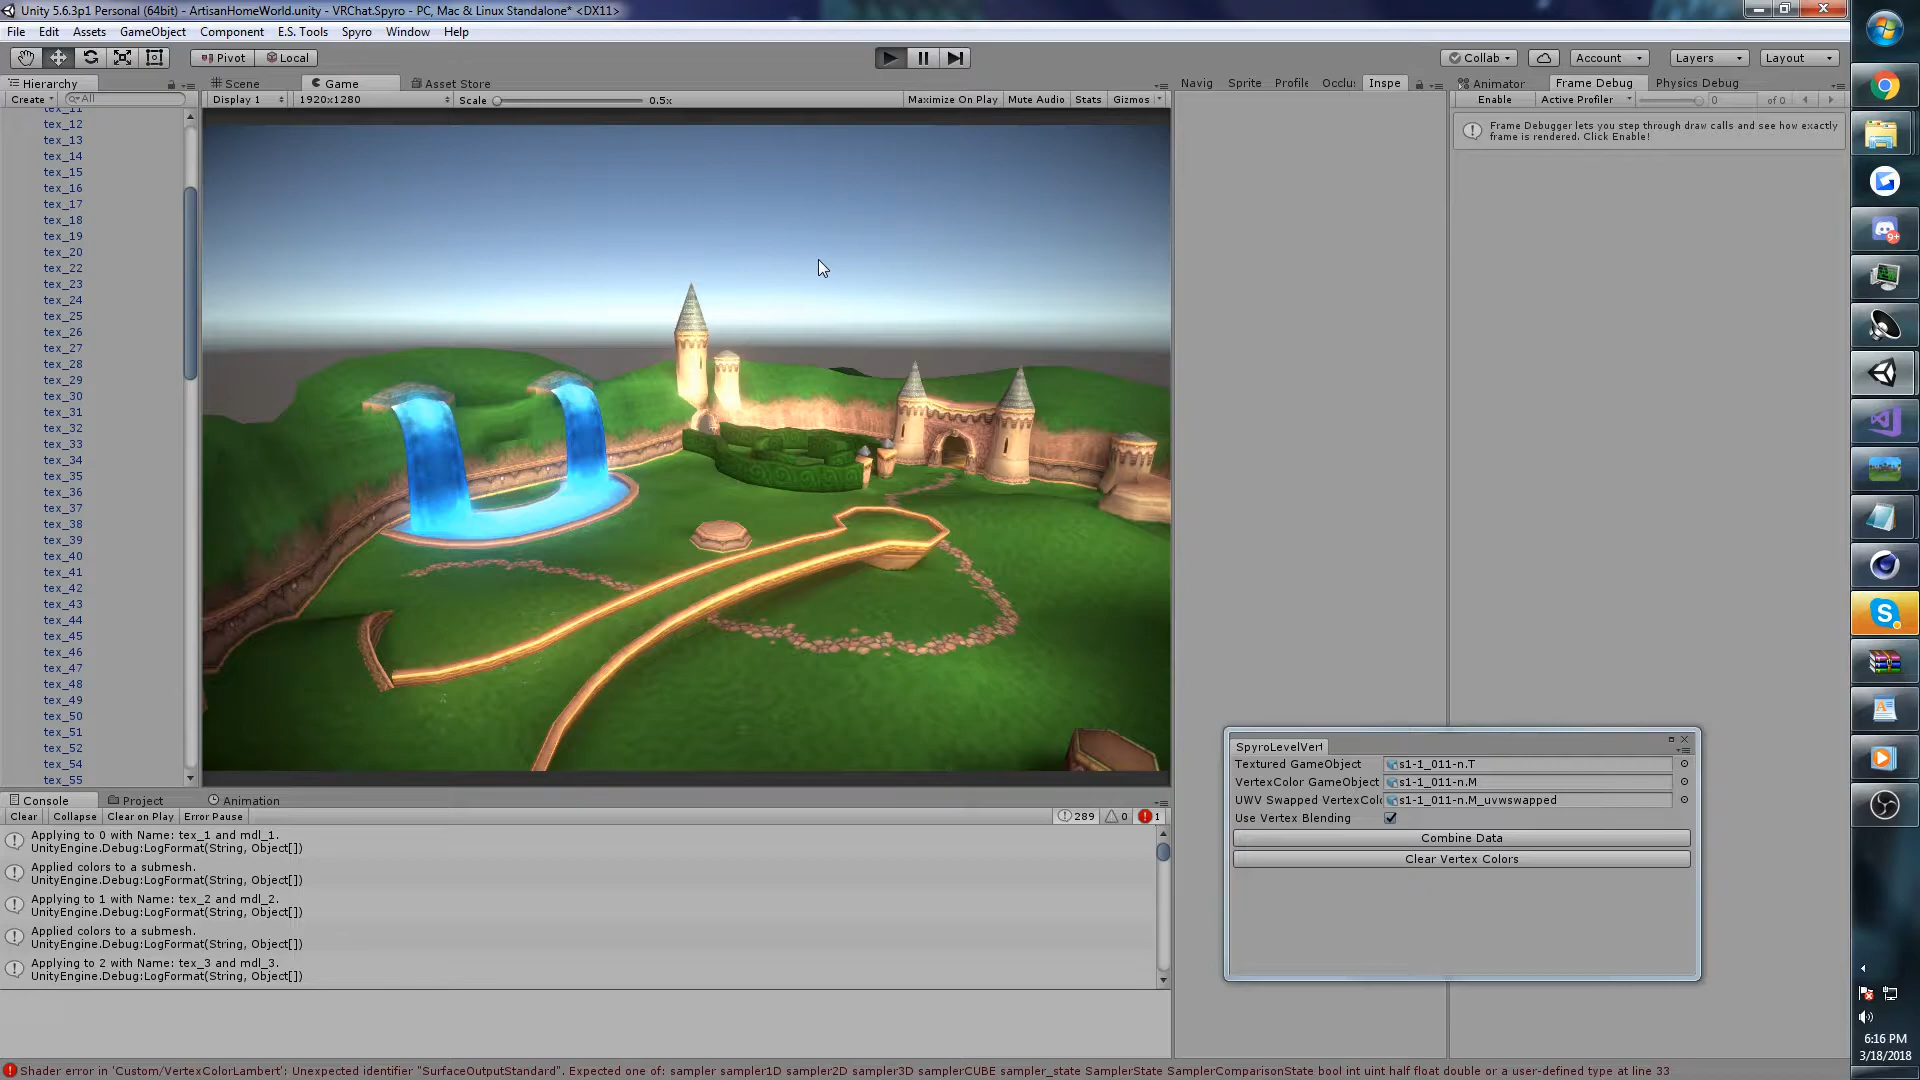 Unity 5.6.3p1 Personal (64bit) - ArtisanHomeWorld.unity - VRChat.Spyro - PC, Mac & Linux Standalone* <DX11>
File Edit Assets GameObject Component E.S. Tools Spyro Window Help
Pivot Local Collab Account Layers Layout
Hierarchy Scene Game Asset Store Navig Sprite Profile Occlu: Inspe Animator Frame Debug Physics Debug
Create All Display 1 1920x1280 Scale 0.5x Maximize On Play Mute Audio Stats Gizmos Enable Active Profiler 0 of 0
Frame Debugger lets you step through draw calls and see how exactly
frame is rendered. Click Enable!
tex_11
tex_12
tex_13
tex_14
tex_15
tex_16
tex_17
tex_18
tex_19
tex_20
tex_22
tex_23
tex_24
tex_25
tex_26
tex_27
tex_28
tex_29
tex_30
tex_31
tex_32
tex_33
tex_34
tex_35
tex_36
tex_37
tex_38
tex_39
tex_40
tex_41
tex_42
tex_43
tex_44
tex_45
tex_46
tex_47
tex_48
tex_49
tex_50
tex_51
tex_52
tex_54
tex_55
SpyroLevelVert
Textured GameObject s1-1_011-n.T
VertexColor GameObject s1-1_011-n.M
UWV Swapped VertexColo s1-1_011-n.M_uvwswapped
Use Vertex Blending
Combine Data
Clear Vertex Colors
Console Project Animation
Clear Collapse Clear on Play Error Pause 289 0 1
Applying to 0 with Name: tex_1 and mdl_1.
UnityEngine.Debug:LogFormat(String, Object[])
Applied colors to a submesh.
UnityEngine.Debug:LogFormat(String, Object[])
Applying to 1 with Name: tex_2 and mdl_2.
UnityEngine.Debug:LogFormat(String, Object[])
Applied colors to a submesh.
UnityEngine.Debug:LogFormat(String, Object[])
Applying to 2 with Name: tex_3 and mdl_3.
UnityEngine.Debug:LogFormat(String, Object[])
Shader error in 'Custom/VertexColorLambert': Unexpected identifier "SurfaceOutputStandard". Expected one of: sampler sampler1D sampler2D sampler3D samplerCUBE sampler_state SamplerState SamplerComparisonState bool int uint half float double or a user-defined type at line 33
9+
S
6:16 PM
3/18/2018